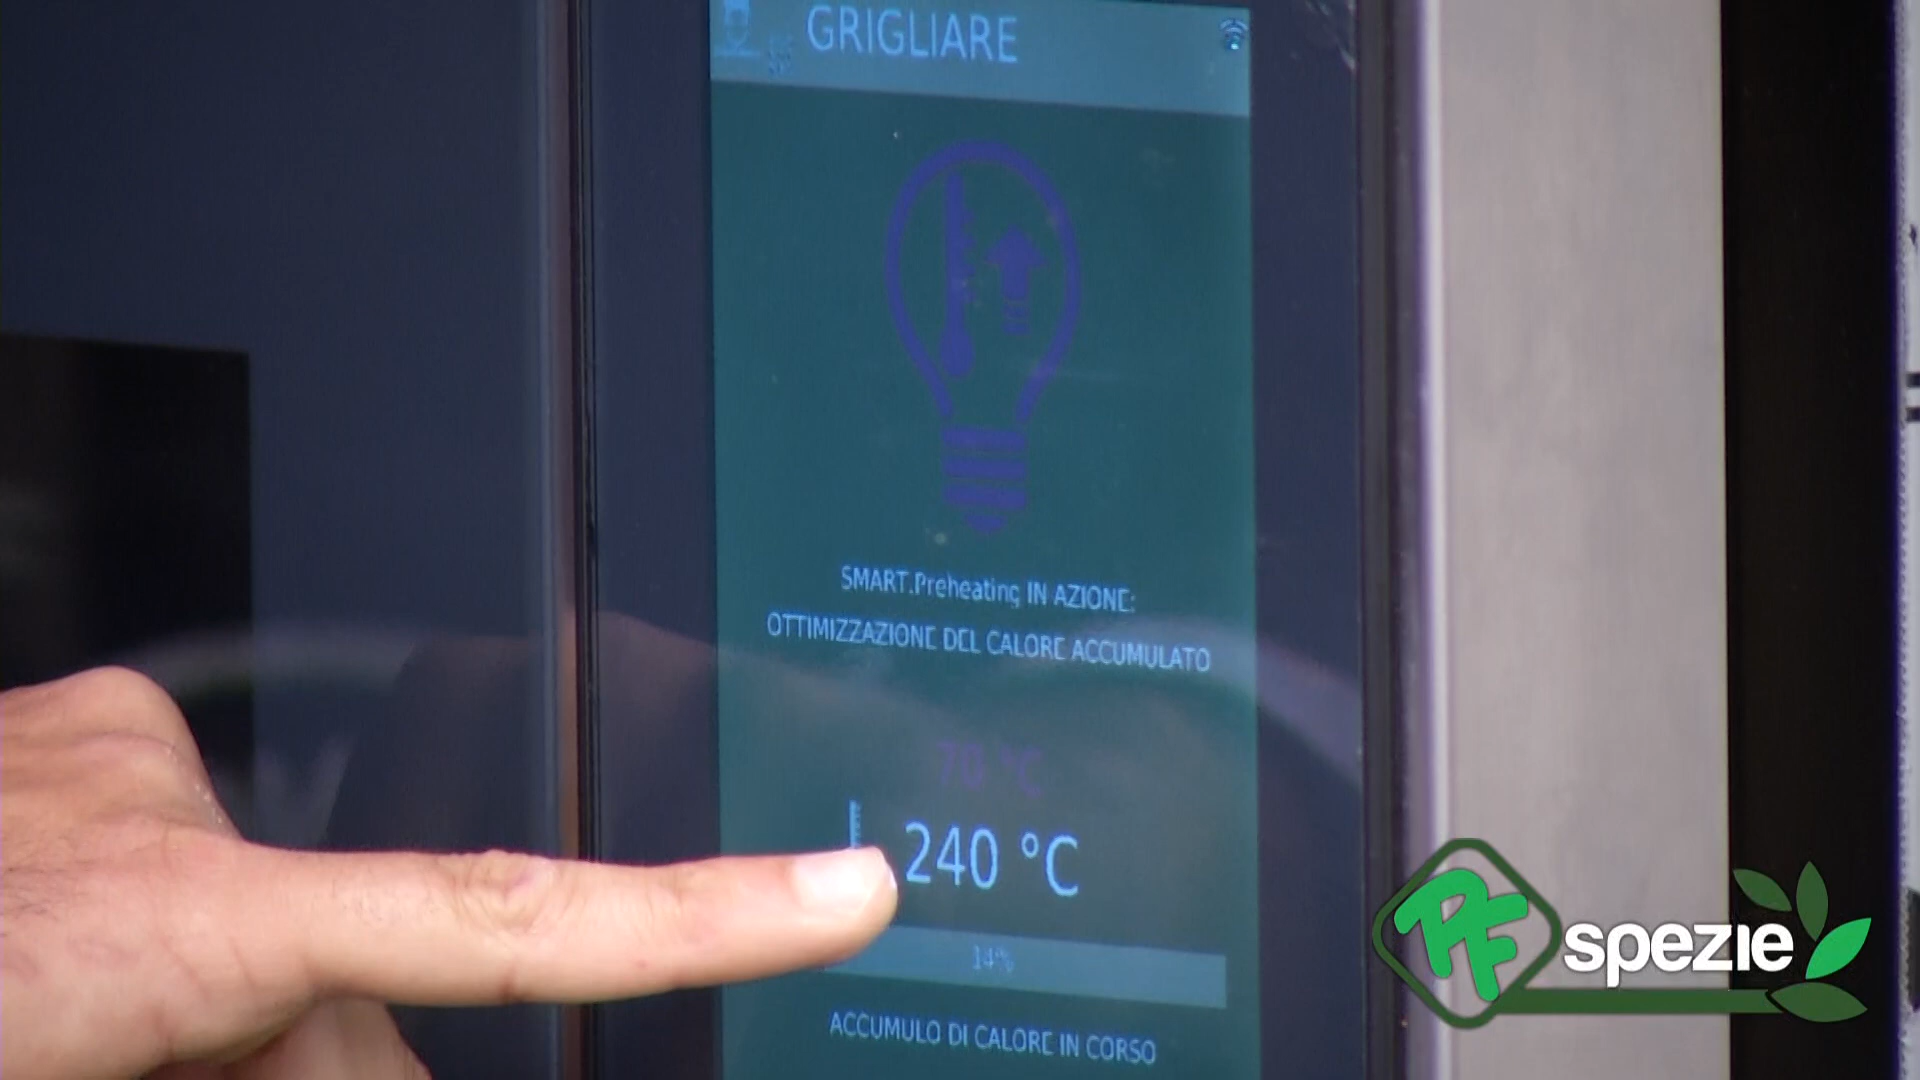 GRIGLIARE
SMART.Preheating IN AZIONE:
OTTIMIZZAZIONE DEL CALORE ACCUMULATO
70 °C
240 °C
14%
ACCUMULO DI CALORE IN CORSO
PF spezie